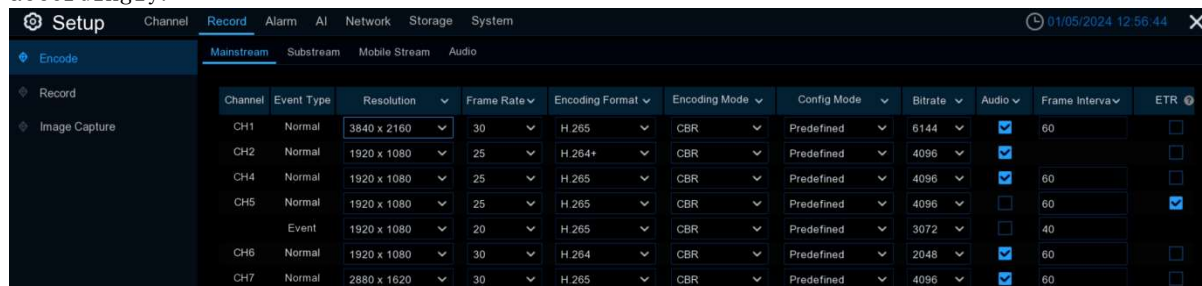 accordingly.
Setup Channel Record Alarm AI Network Storage System 01/05/2024 12:56:44
Encode Mainstream Substream Mobile Stream Audio
Record Channel Event Type Resolution Frame Rate Encoding Format Encoding Mode Config Mode Bitrate Audio Frame Interva ETR
Image Capture CH1 Normal 3840 x 2160 30 H.265 CBR Predefined 6144 60
CH2 Normal 1920 x 1080 25 H.264+ CBR Predefined 4096
CH4 Normal 1920 x 1080 25 H.265 CBR Predefined 4096 60
CH5 Normal 1920 x 1080 25 H.265 CBR Predefined 4096 60
Event 1920 x 1080 20 H.265 CBR Predefined 3072 40
CH6 Normal 1920 x 1080 30 H.264 CBR Predefined 2048 60
CH7 Normal 2880 x 1620 30 H.265 CBR Predefined 4096 60